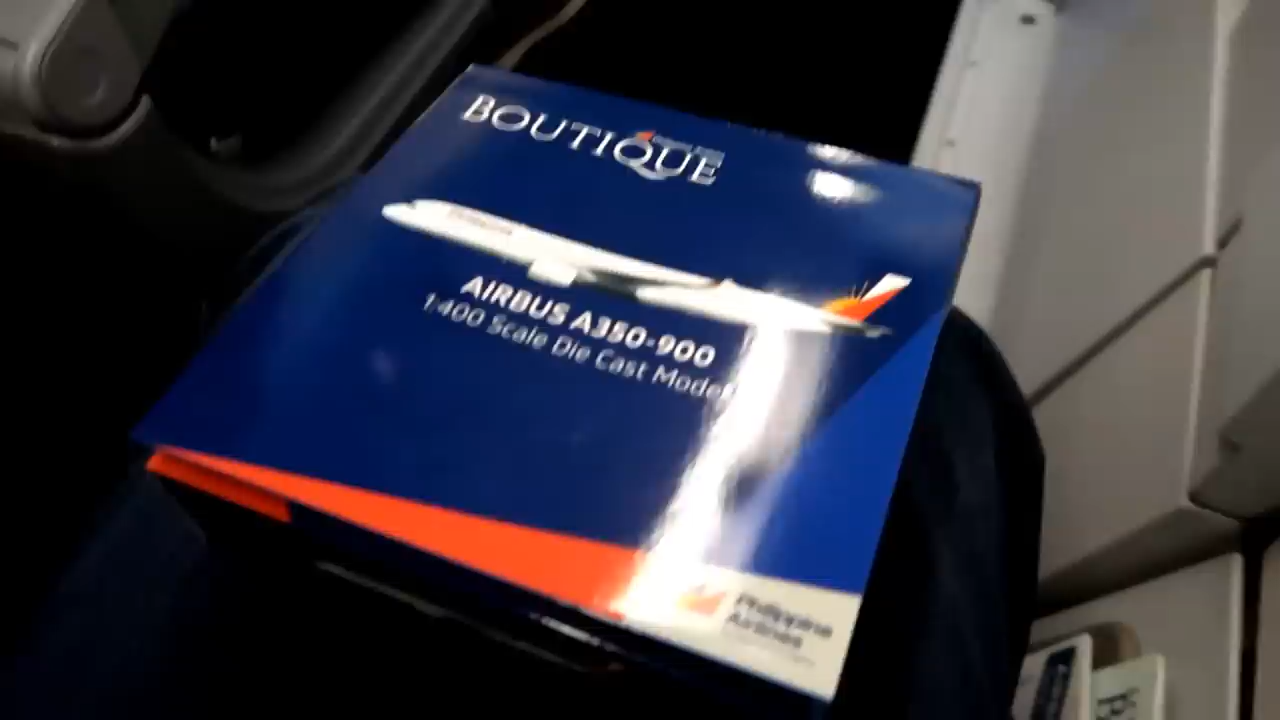 BOUTIQUE
AIRBUS A350-900
1:400 Scale Die Cast Model
Philippine
Airlines